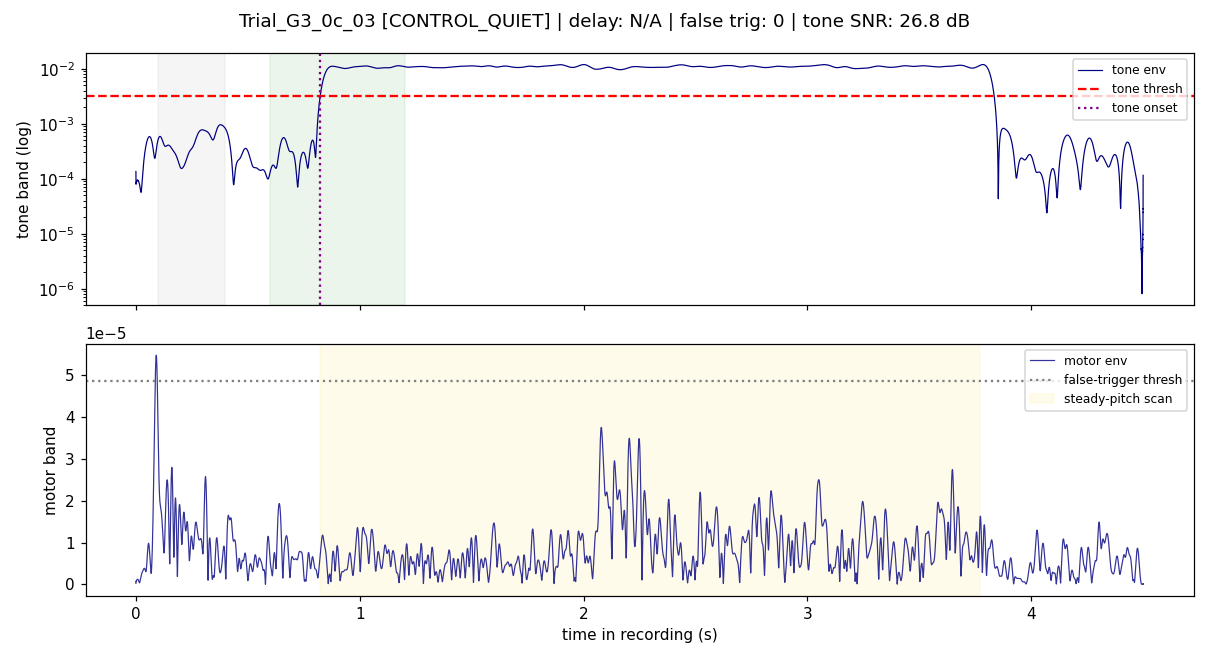 Trial_G3_0c_03 [CONTROL_QUIET] | delay: N/A | false trig: 0 | tone SNR: 26.8 dB
tone band (log)
10⁻²
10⁻³
10⁻⁴
10⁻⁵
10⁻⁶
tone env
tone thresh
tone onset
1e−5
motor band
5
4
3
2
1
0
motor env
false-trigger thresh
steady-pitch scan
0 1 2 3 4
time in recording (s)